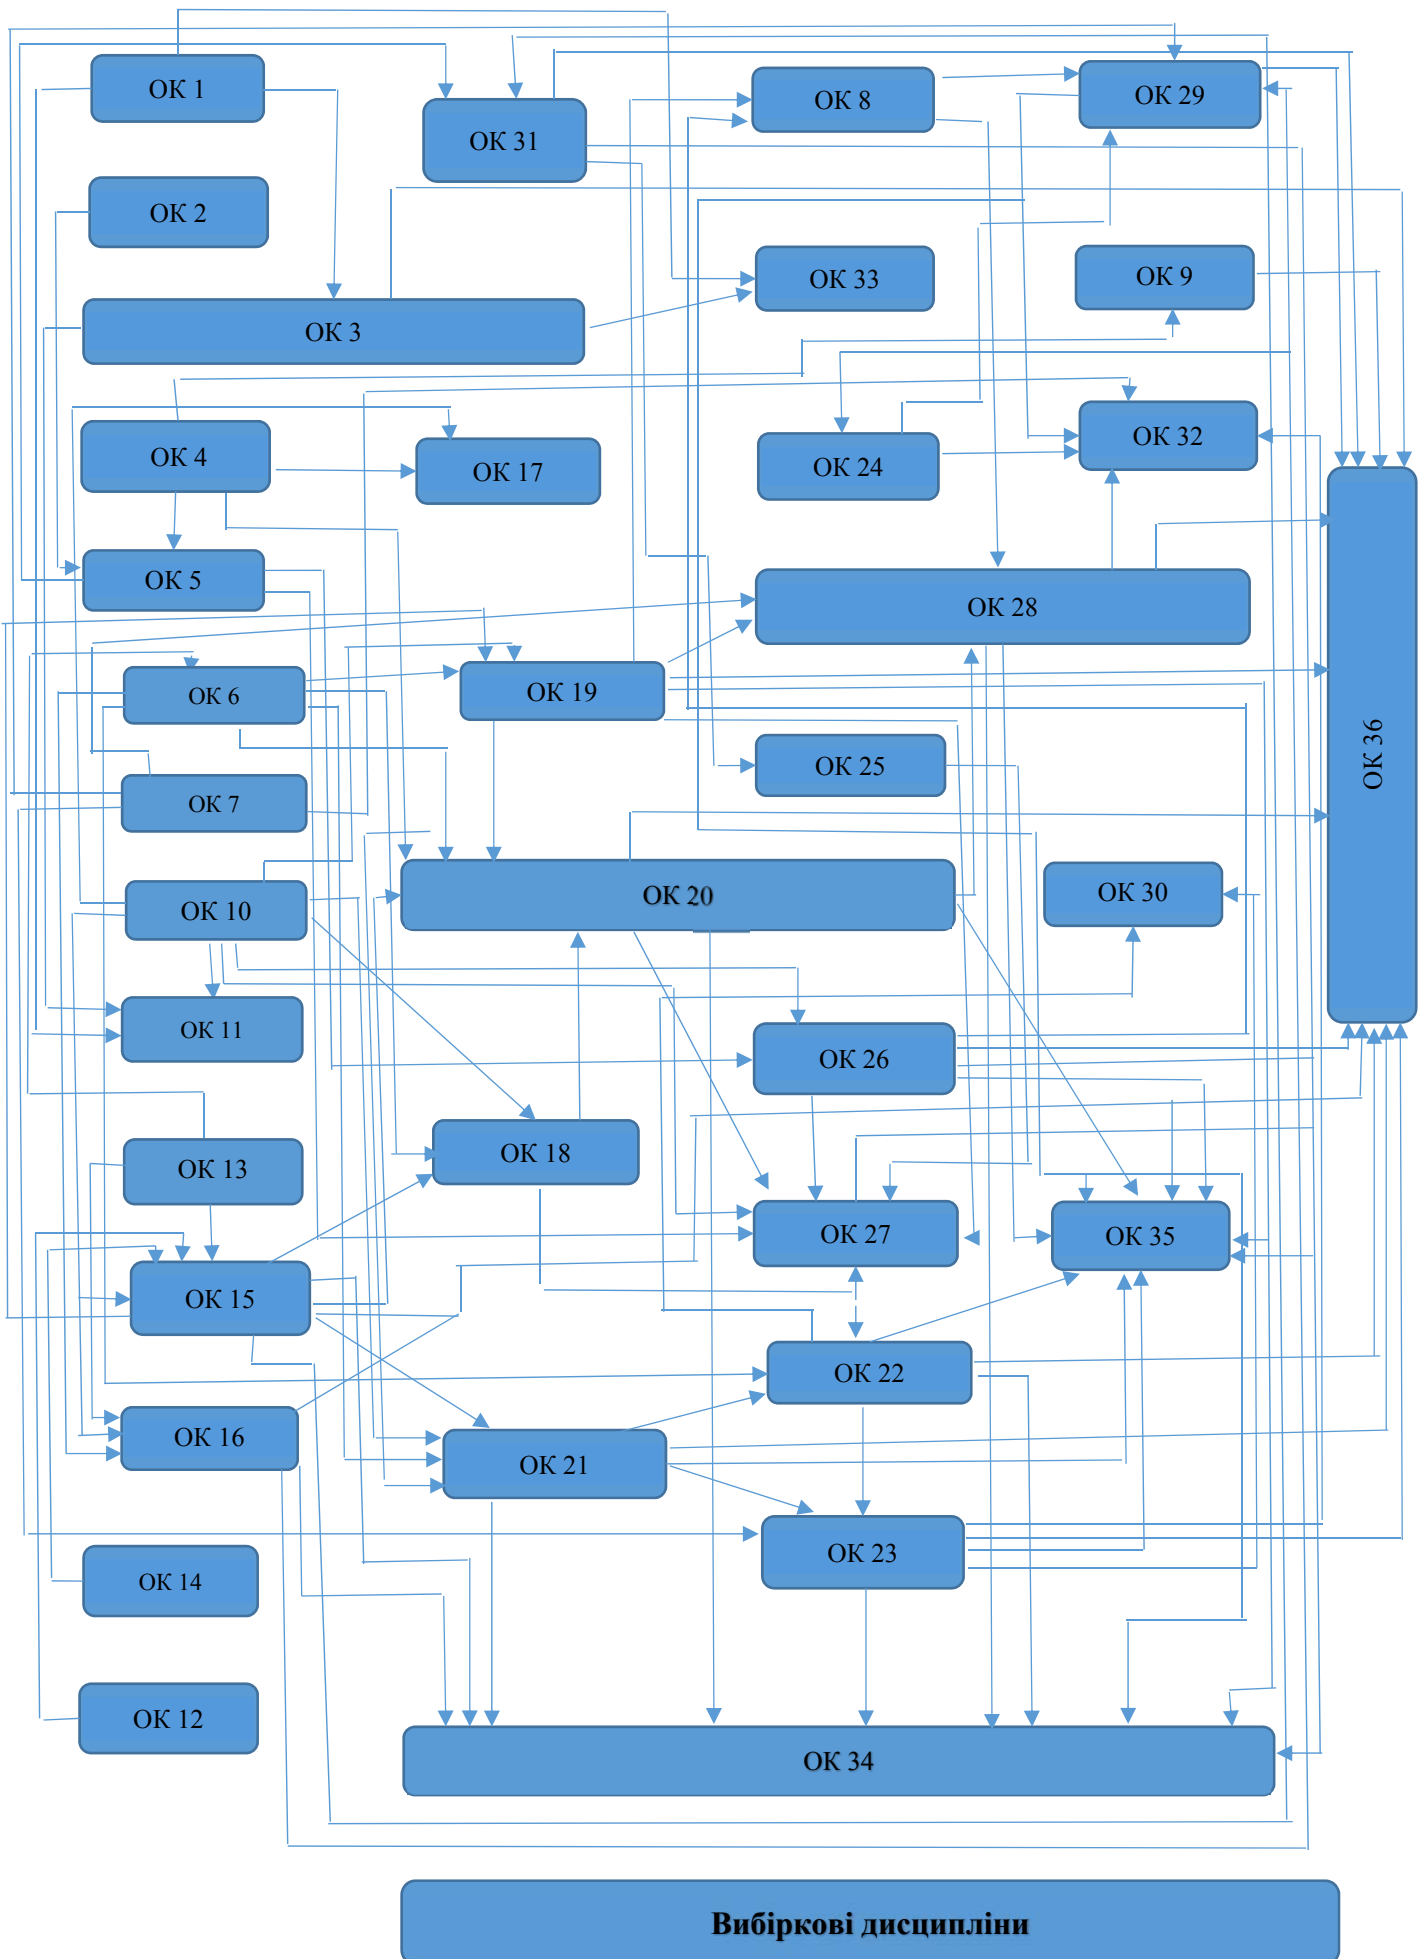 ОК 1
ОК 8
ОК 29
ОК 31
ОК 2
ОК 33
ОК 9
ОК 3
ОК 4
ОК 17
ОК 24
ОК 32
ОК 5
ОК 28
ОК 6
ОК 19
ОК 36
ОК 25
ОК 7
ОК 20
ОК 30
ОК 10
ОК 11
ОК 26
ОК 18
ОК 13
ОК 27
ОК 35
ОК 15
ОК 22
ОК 16
ОК 21
ОК 23
ОК 14
ОК 12
ОК 34
Вибіркові дисципліни